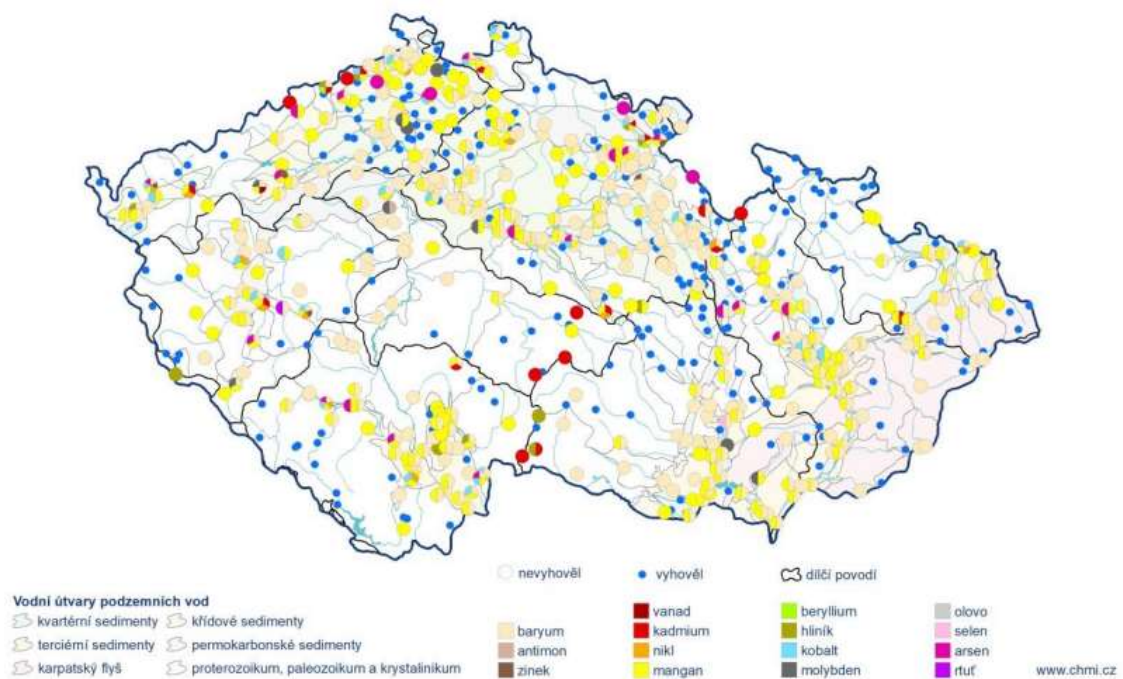 nevyhověl
vyhověl
dílčí povodí
Vodní útvary podzemních vod
kvartérní sedimenty
křídové sedimenty
terciérní sedimenty
permokarbonské sedimenty
karpatský flyš
proterozoikum, paleozoikum a krystalinikum
baryum
antimon
zinek
vanad
kadmium
nikl
mangan
beryllium
hliník
kobalt
molybden
olovo
selen
arsen
rtuť
www.chmi.cz